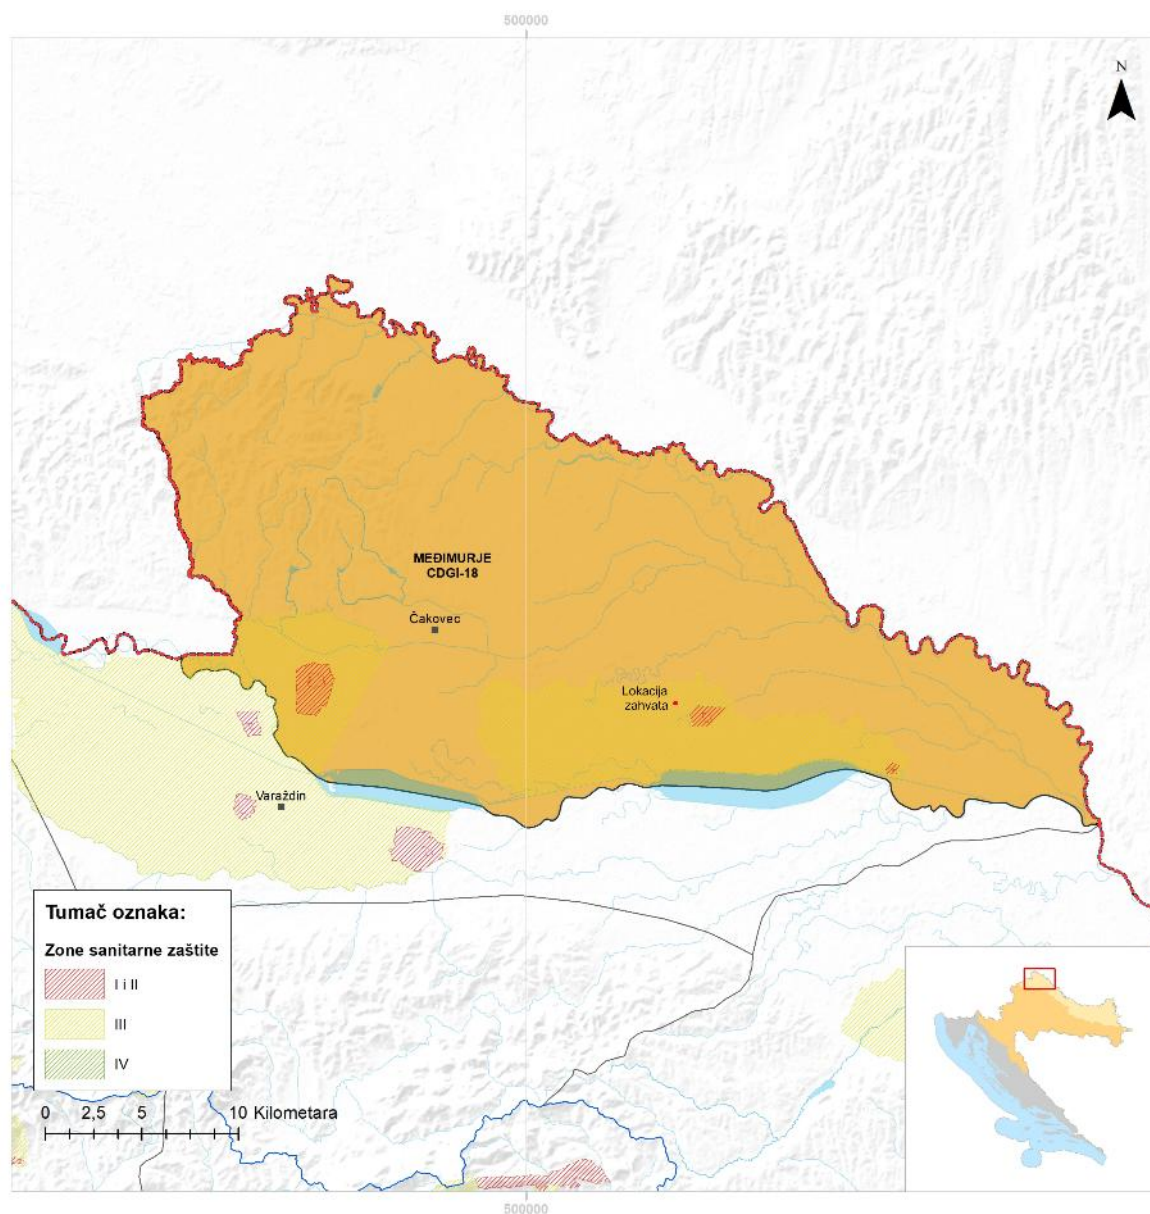 500000
N
MEĐIMURJE
CDGI-18
Čakovec
Lokacija
zahvata
Varaždin
Tumač oznaka:
Zone sanitarne zaštite
I i II
III
IV
0 2,5 5 10 Kilometara
500000